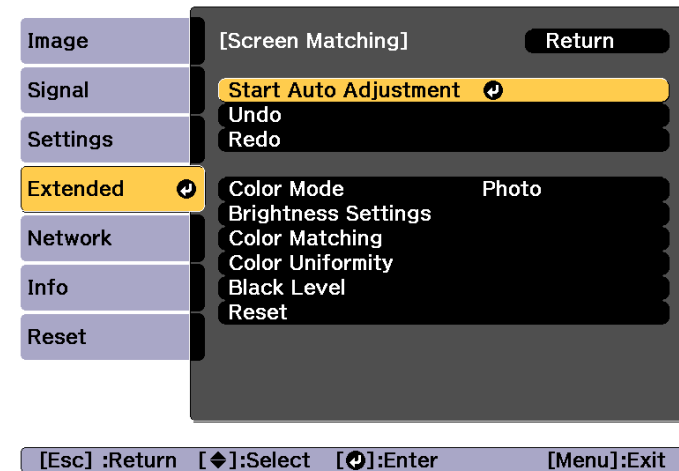 Image
Signal
Settings
Extended
Network
Info
Reset
[Screen Matching] Return
Start Auto Adjustment
Undo
Redo
Color Mode Photo
Brightness Settings
Color Matching
Color Uniformity
Black Level
Reset
[Esc] :Return [◆]:Select [↵]:Enter [Menu]:Exit